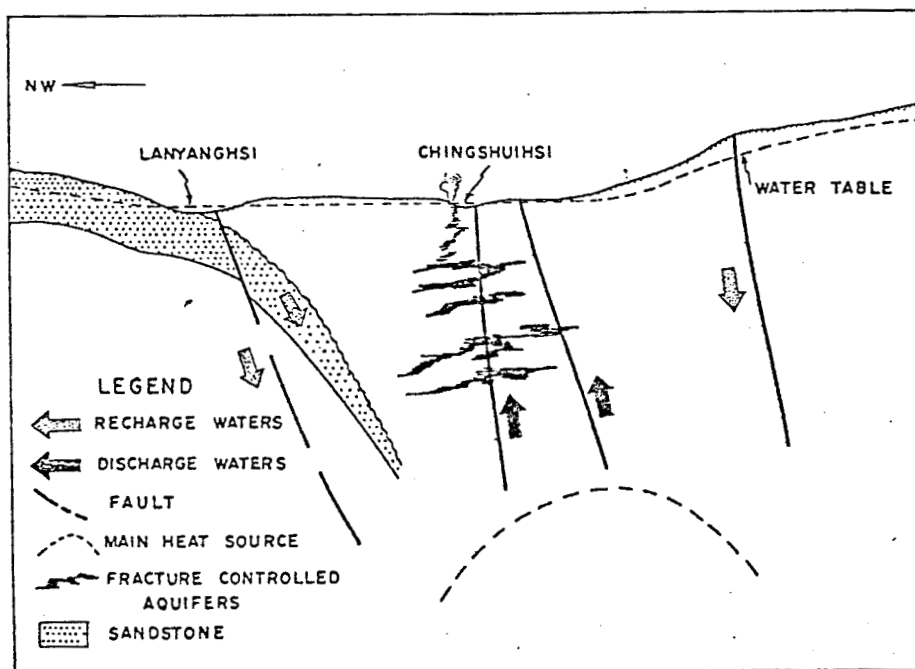 NW
LANYANGHSI
CHINGSHUIHSI
WATER TABLE
LEGEND
RECHARGE WATERS
DISCHARGE WATERS
FAULT
MAIN HEAT SOURCE
FRACTURE CONTROLLED
AQUIFERS
SANDSTONE